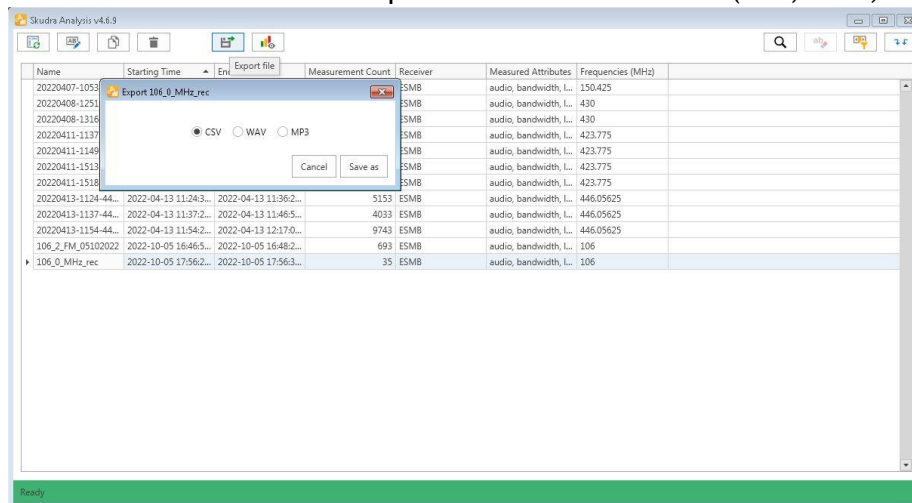 Skudra Analysis v4.6.9
Export file
Name Starting Time Measurement Count Receiver Measured Attributes Frequencies (MHz)
Export 106_0_MHz_rec
CSV WAV MP3
Cancel Save as
20220407-1053 ESMB audio, bandwidth, l... 150.425
20220408-1251 ESMB audio, bandwidth, l... 430
20220408-1316 ESMB audio, bandwidth, l... 430
20220411-1137 ESMB audio, bandwidth, l... 423.775
20220411-1149 ESMB audio, bandwidth, l... 423.775
20220411-1513 ESMB audio, bandwidth, l... 423.775
20220411-1518 ESMB audio, bandwidth, l... 423.775
20220413-1124-44... 2022-04-13 11:24:3... 2022-04-13 11:36:2... 5153 ESMB audio, bandwidth, l... 446.05625
20220413-1137-44... 2022-04-13 11:37:2... 2022-04-13 11:46:5... 4033 ESMB audio, bandwidth, l... 446.05625
20220413-1154-44... 2022-04-13 11:54:2... 2022-04-13 12:17:0... 9743 ESMB audio, bandwidth, l... 446.05625
106_2_FM_05102022 2022-10-05 16:46:5... 2022-10-05 16:48:2... 693 ESMB audio, bandwidth, l... 106
106_0_MHz_rec 2022-10-05 17:56:2... 2022-10-05 17:56:3... 35 ESMB audio, bandwidth, l... 106
Ready